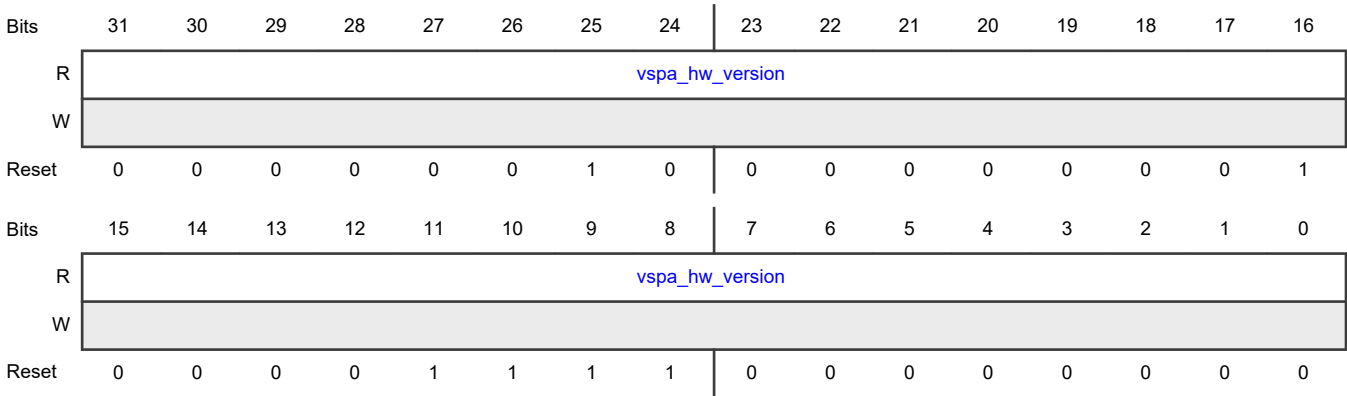 Bits 31 30 29 28 27 26 25 24 23 22 21 20 19 18 17 16
R vspa_hw_version
W
Reset 0 0 0 0 0 0 1 0 0 0 0 0 0 0 0 1
Bits 15 14 13 12 11 10 9 8 7 6 5 4 3 2 1 0
R vspa_hw_version
W
Reset 0 0 0 0 1 1 1 1 0 0 0 0 0 0 0 0